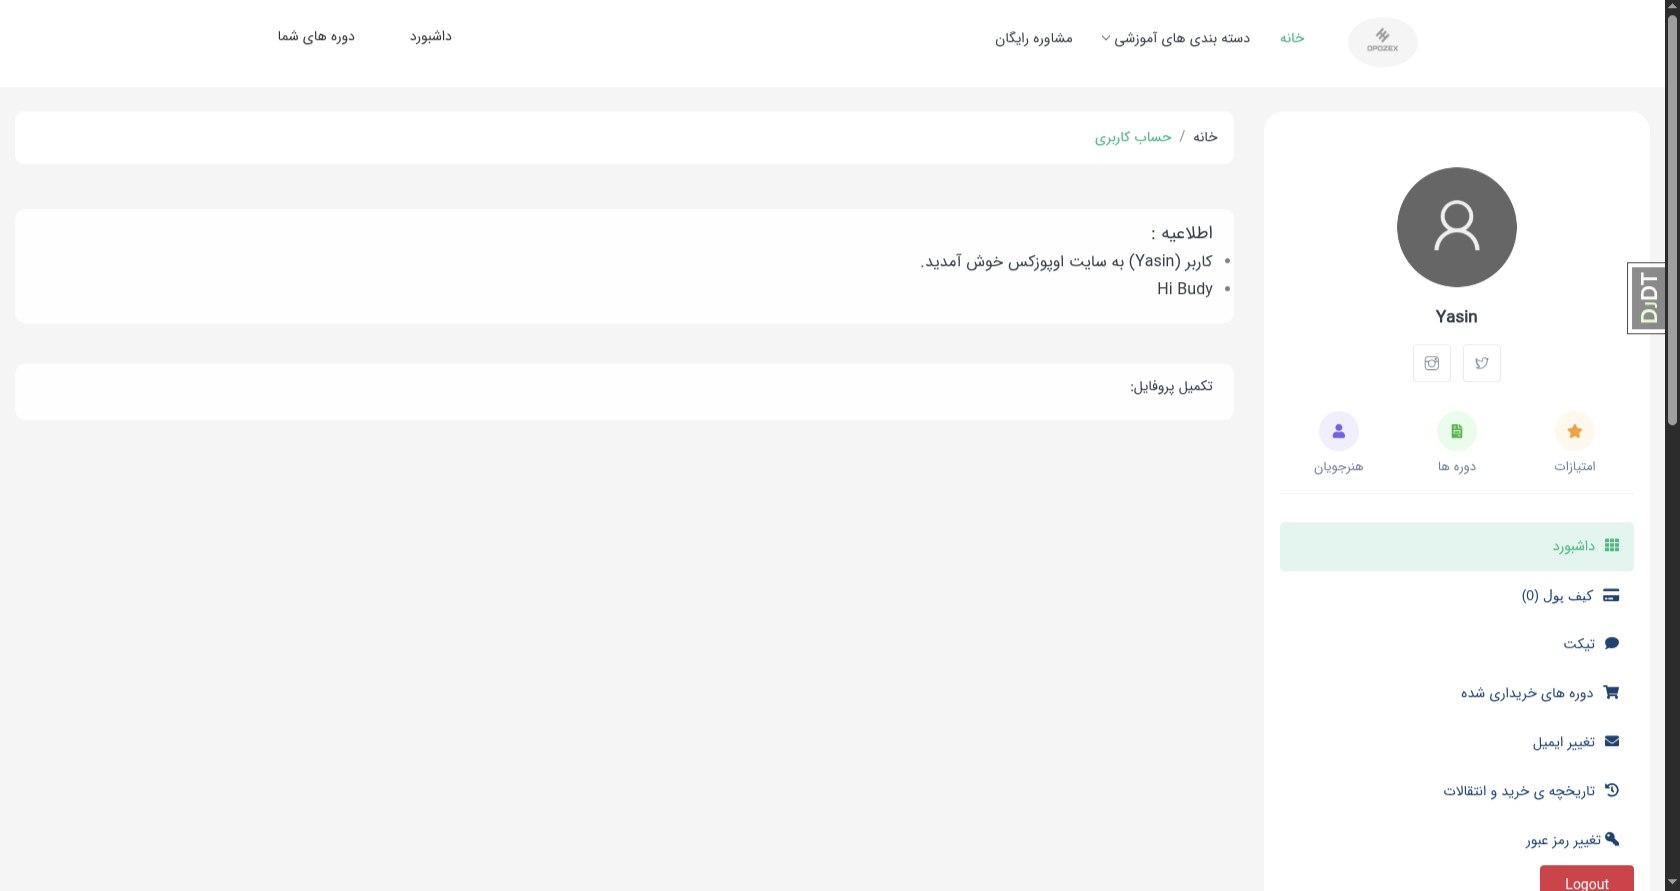 OPOZEX
خانه
دسته بندی های آموزشی
مشاوره رایگان
داشبورد
دوره های شما
خانه / حساب کاربری
اطلاعیه :
کاربر (Yasin) به سایت اوپوزکس خوش آمدید.
Hi Budy
تکمیل پروفایل:
Yasin
امتیازات
دوره ها
هنرجویان
داشبورد
کیف پول (0)
تیکت
دوره های خریداری شده
تغییر ایمیل
تاریخچه ی خرید و انتقالات
تغییر رمز عبور
Logout
DJDT